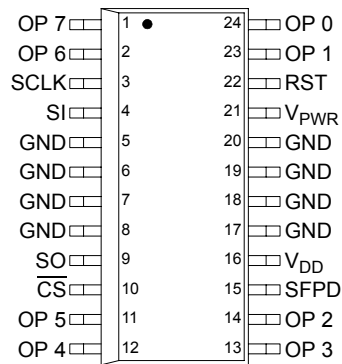 OP 7 1 24 OP 0
OP 6 2 23 OP 1
SCLK 3 22 RST
SI 4 21 VPWR
GND 5 20 GND
GND 6 19 GND
GND 7 18 GND
GND 8 17 GND
SO 9 16 VDD
CS 10 15 SFPD
OP 5 11 14 OP 2
OP 4 12 13 OP 3